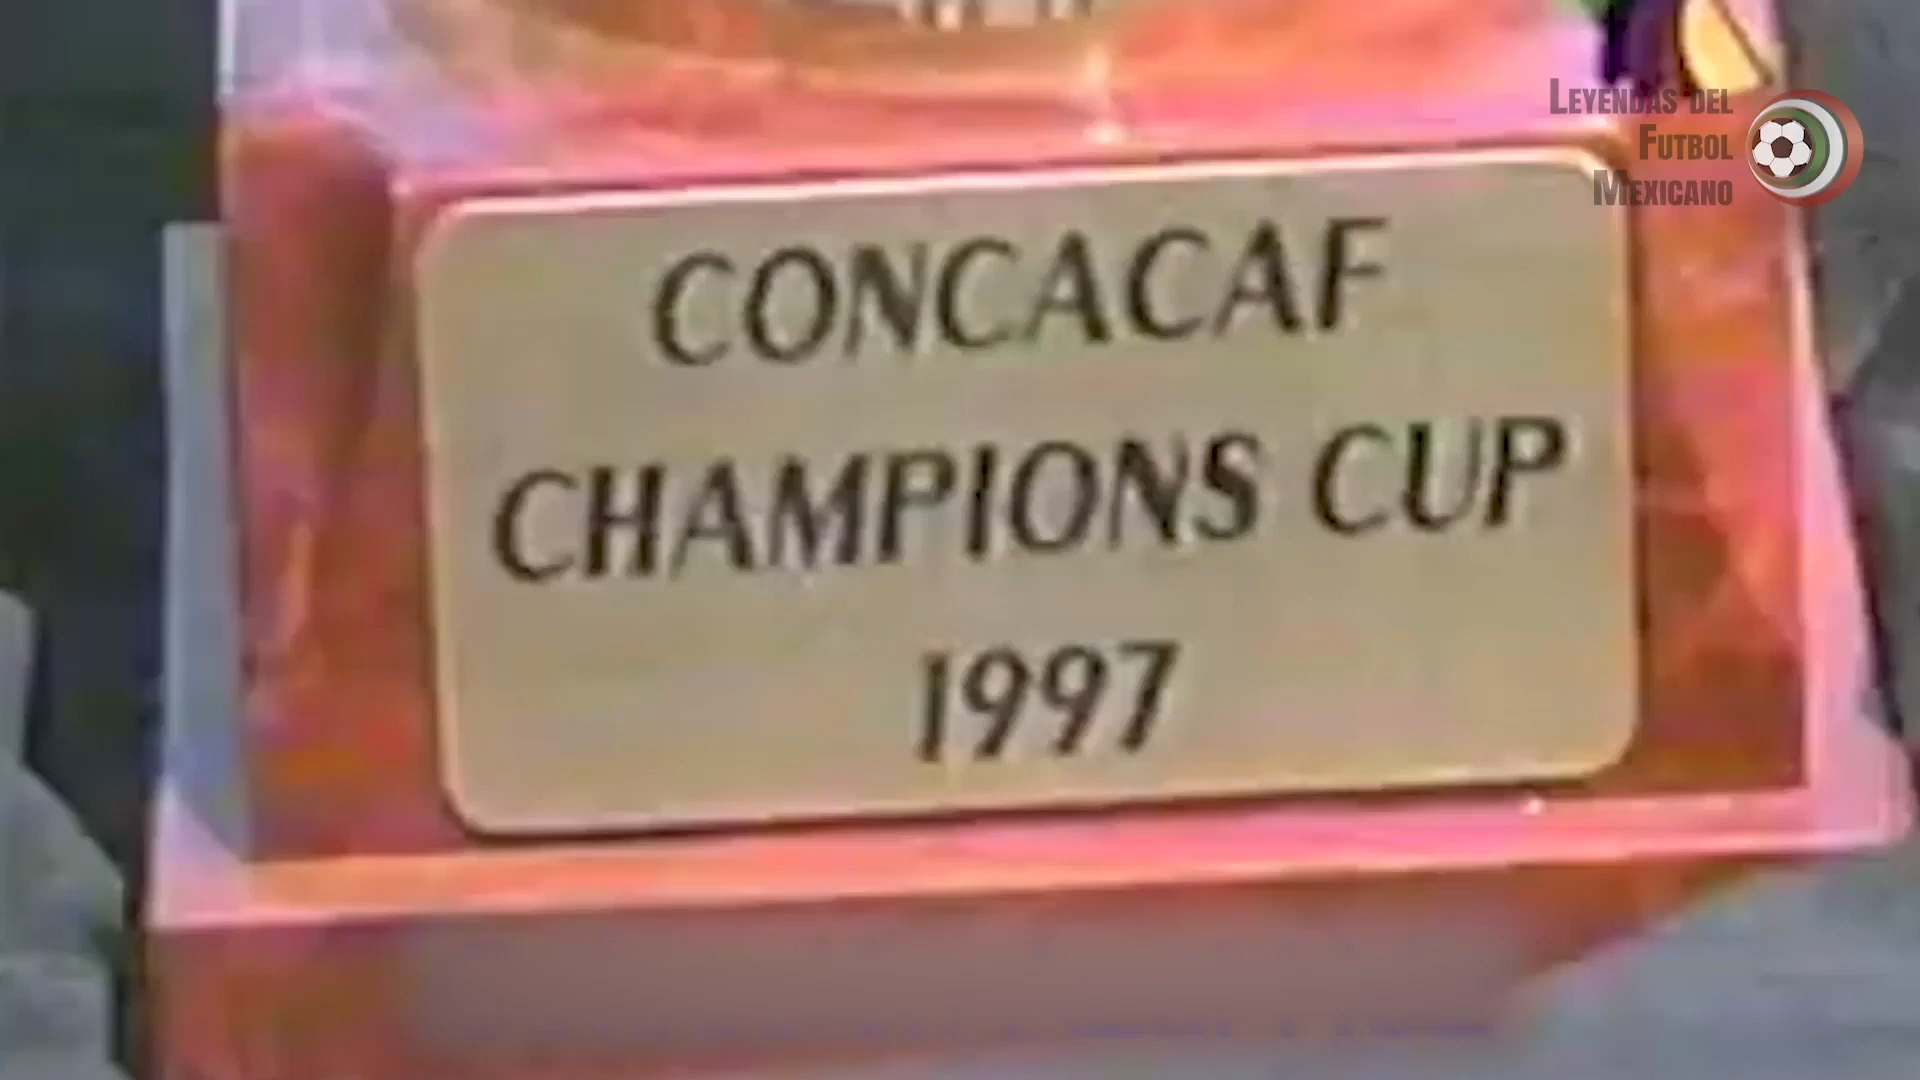 LEYENDAS DEL
FUTBOL
MEXICANO
CONCACAF
CHAMPIONS CUP
1997